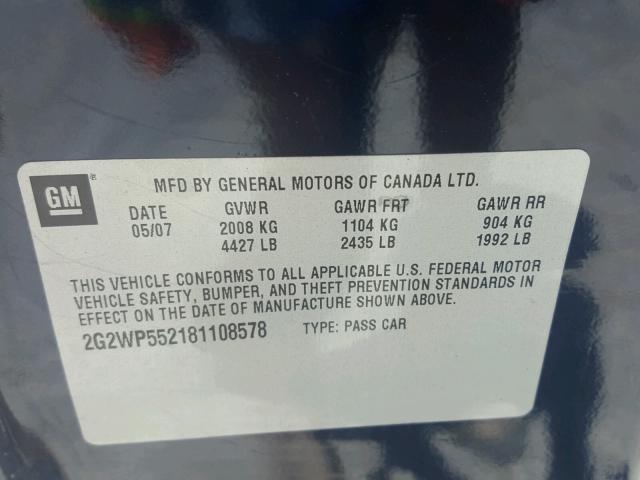 GM
MFD BY GENERAL MOTORS OF CANADA LTD.
DATE GVWR GAWR FRT GAWR RR
05/07 2008 KG 1104 KG 904 KG
4427 LB 2435 LB 1992 LB
THIS VEHICLE CONFORMS TO ALL APPLICABLE U.S. FEDERAL MOTOR
VEHICLE SAFETY, BUMPER, AND THEFT PREVENTION STANDARDS IN
EFFECT ON THE DATE OF MANUFACTURE SHOWN ABOVE.
2G2WP552181108578 TYPE: PASS CAR